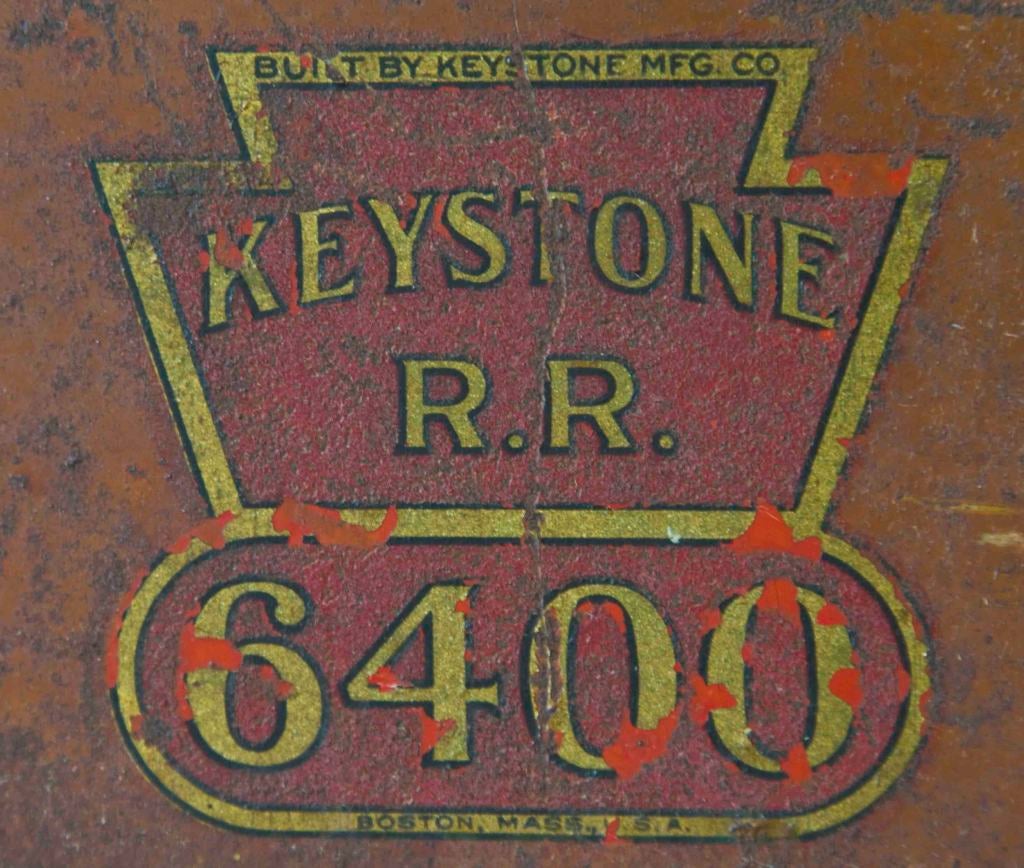 BUILT BY KEYSTONE MFG. CO
KEYSTONE
R.R.
6400
BOSTON, MASS., U.S.A.